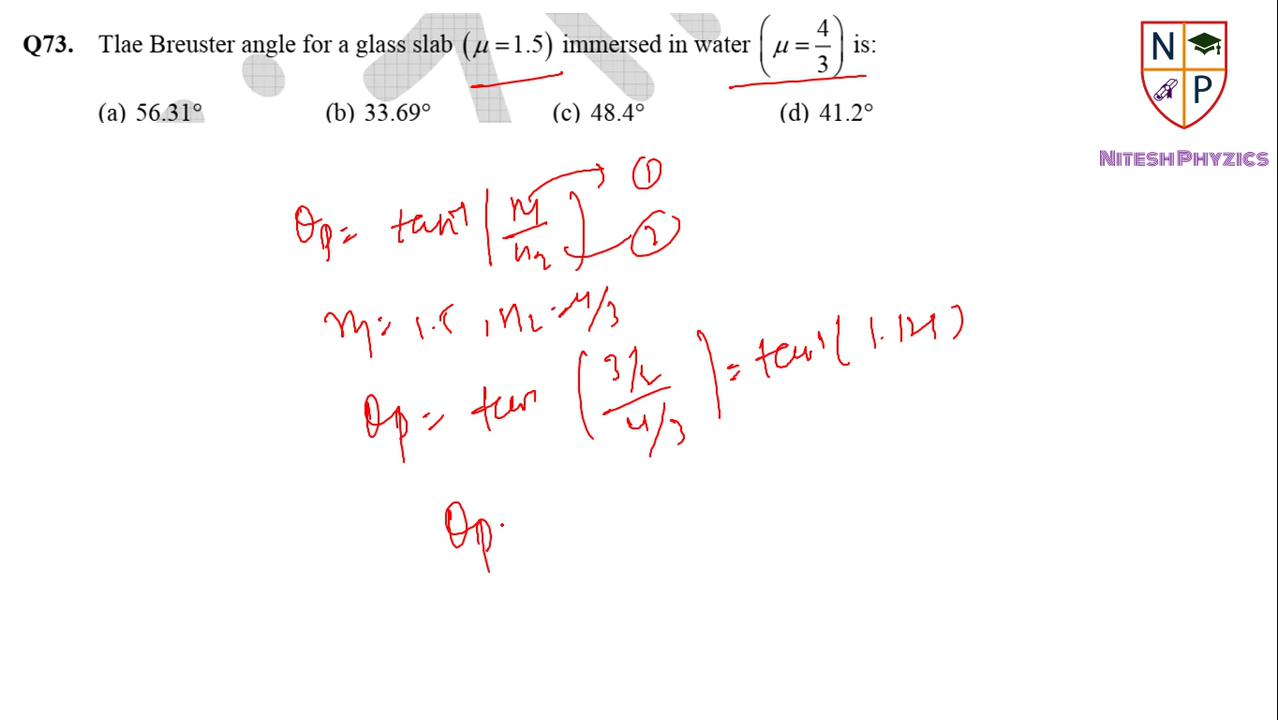 Q73. Tlae Breuster angle for a glass slab (μ = 1.5) immersed in water (μ = 4/3) is:
(a) 56.31° (b) 33.69° (c) 48.4° (d) 41.2°
N P
NITESH PHYZICS
θp = tan⁻¹ (n1/n2) ① ②
n1 = 1.5, n2 = 4/3
θp = tan (3/2 / 4/3) = tan⁻¹(1.124)
θp